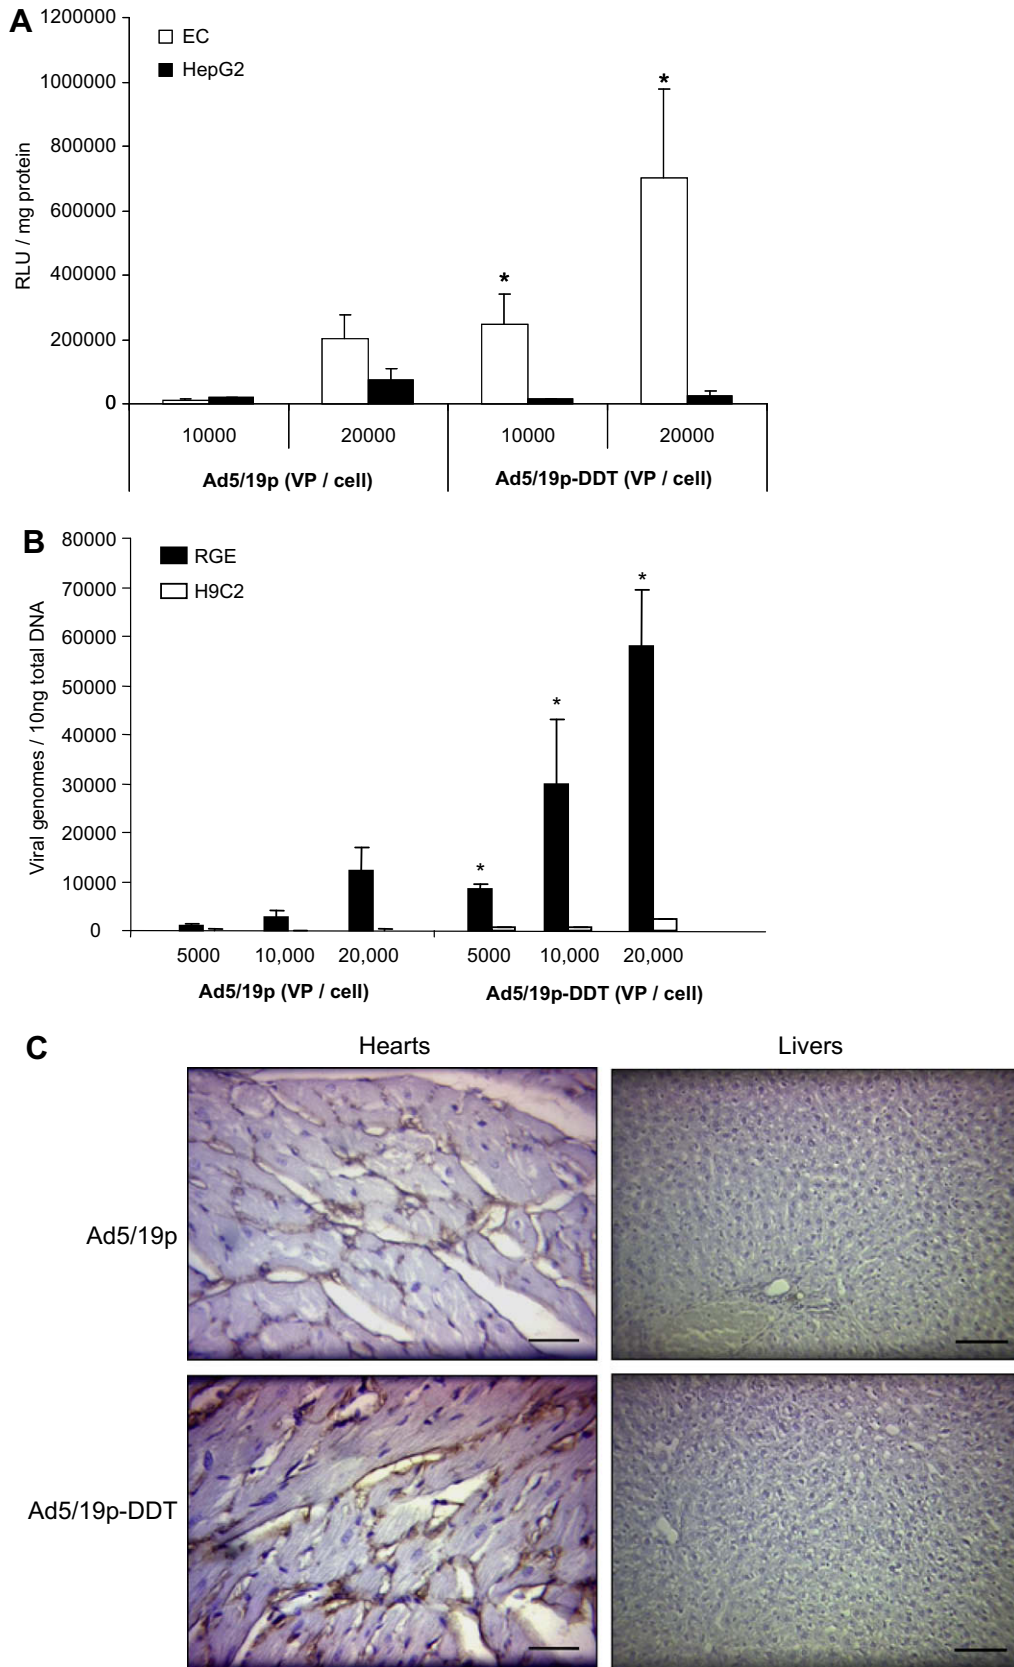 A
1200000
1000000
800000
600000
400000
200000
0
RLU / mg protein
EC
HepG2
*
*
10000 20000 10000 20000
Ad5/19p (VP / cell) Ad5/19p-DDT (VP / cell)
B
80000
70000
60000
50000
40000
30000
20000
10000
0
Viral genomes / 10ng total DNA
RGE
H9C2
*
*
*
5000 10,000 20,000 5000 10,000 20,000
Ad5/19p (VP / cell) Ad5/19p-DDT (VP / cell)
C
Hearts Livers
Ad5/19p
Ad5/19p-DDT